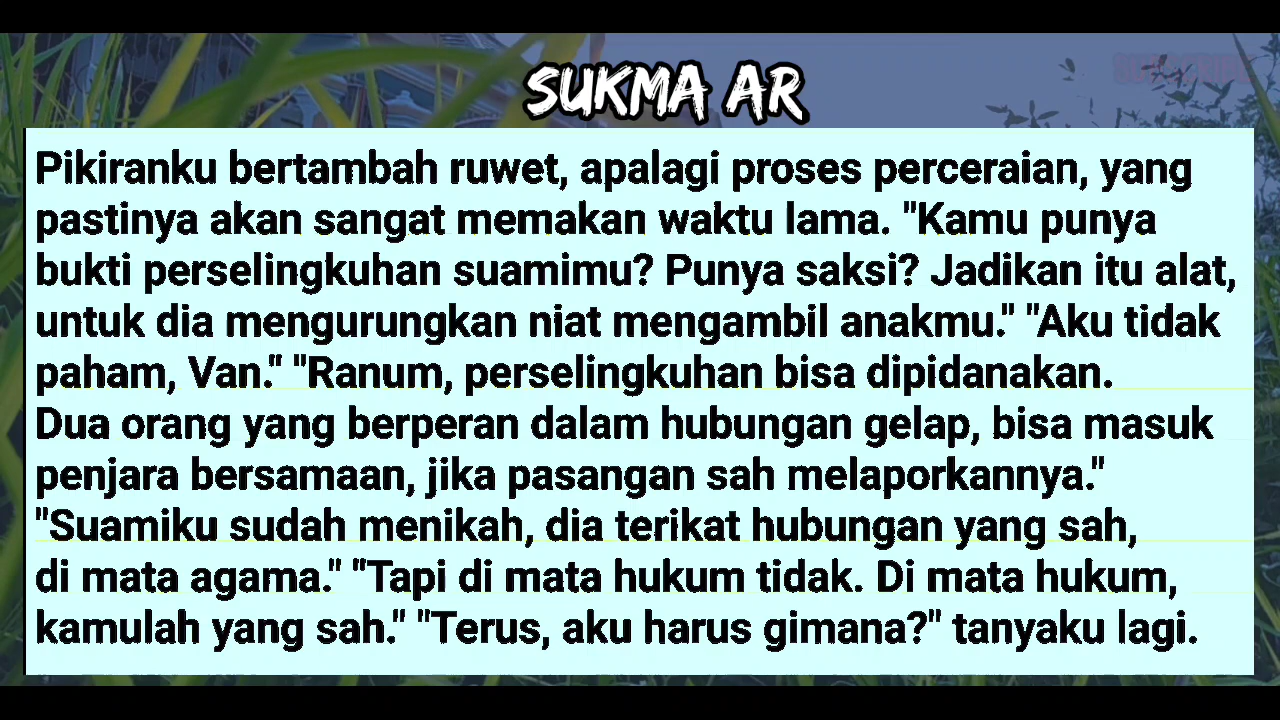 SUKMA AR
SUBSCRIBE
Pikiranku bertambah ruwet, apalagi proses perceraian, yang
pastinya akan sangat memakan waktu lama. "Kamu punya
bukti perselingkuhan suamimu? Punya saksi? Jadikan itu alat,
untuk dia mengurungkan niat mengambil anakmu." "Aku tidak
paham, Van." "Ranum, perselingkuhan bisa dipidanakan.
Dua orang yang berperan dalam hubungan gelap, bisa masuk
penjara bersamaan, jika pasangan sah melaporkannya."
"Suamiku sudah menikah, dia terikat hubungan yang sah,
di mata agama." "Tapi di mata hukum tidak. Di mata hukum,
kamulah yang sah." "Terus, aku harus gimana?" tanyaku lagi.